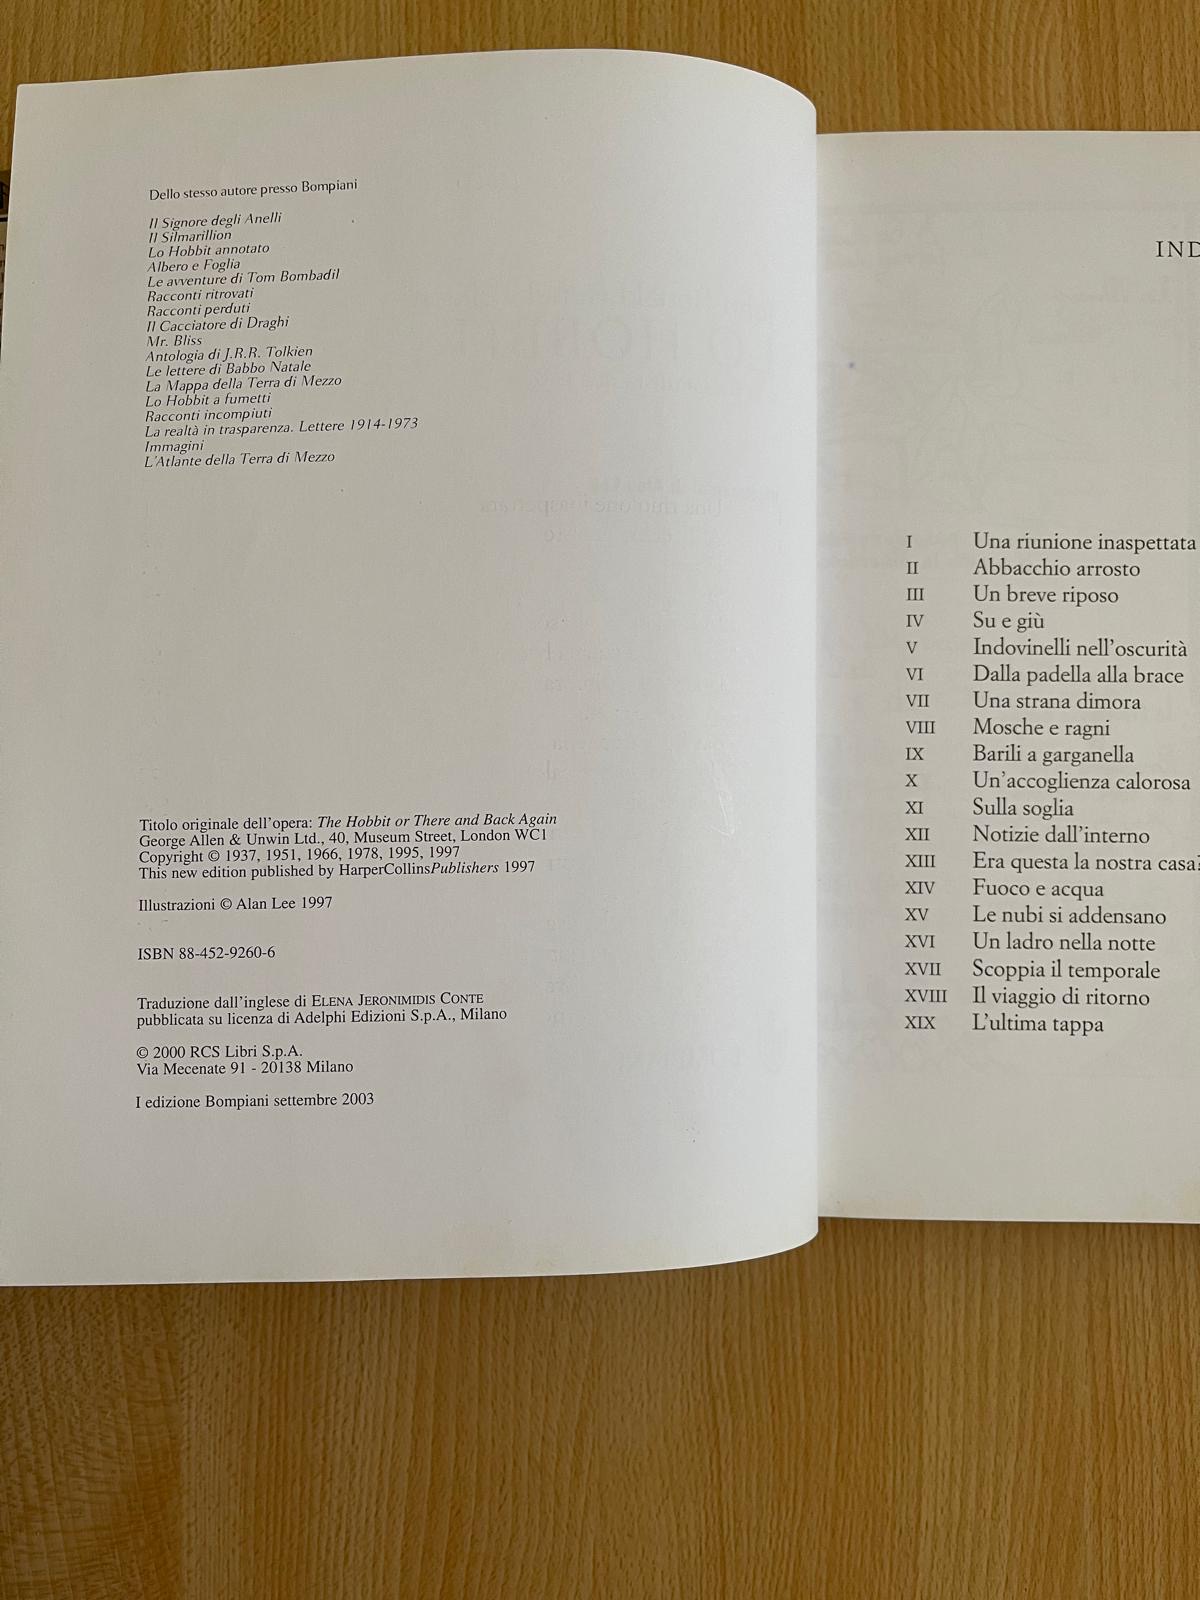 Dello stesso autore presso Bompiani
Il Signore degli Anelli
Il Silmarillion
Lo Hobbit annotato
Albero e Foglia
Le avventure di Tom Bombadil
Racconti ritrovati
Racconti perduti
Il Cacciatore di Draghi
Mr. Bliss
Antologia di J.R.R. Tolkien
Le lettere di Babbo Natale
La Mappa della Terra di Mezzo
Lo Hobbit a fumetti
Racconti incompiuti
La realtà in trasparenza. Lettere 1914-1973
Immagini
L'Atlante della Terra di Mezzo
Titolo originale dell'opera: The Hobbit or There and Back Again
George Allen & Unwin Ltd., 40, Museum Street, London WC1
Copyright © 1937, 1951, 1966, 1978, 1995, 1997
This new edition published by HarperCollinsPublishers 1997
Illustrazioni © Alan Lee 1997
ISBN 88-452-9260-6
Traduzione dall'inglese di ELENA JERONIMIDIS CONTE
pubblicata su licenza di Adelphi Edizioni S.p.A., Milano
© 2000 RCS Libri S.p.A.
Via Mecenate 91 - 20138 Milano
I edizione Bompiani settembre 2003
IND
I Una riunione inaspettata
II Abbacchio arrosto
III Un breve riposo
IV Su e giù
V Indovinelli nell'oscurità
VI Dalla padella alla brace
VII Una strana dimora
VIII Mosche e ragni
IX Barili a garganella
X Un'accoglienza calorosa
XI Sulla soglia
XII Notizie dall'interno
XIII Era questa la nostra casa?
XIV Fuoco e acqua
XV Le nubi si addensano
XVI Un ladro nella notte
XVII Scoppia il temporale
XVIII Il viaggio di ritorno
XIX L'ultima tappa